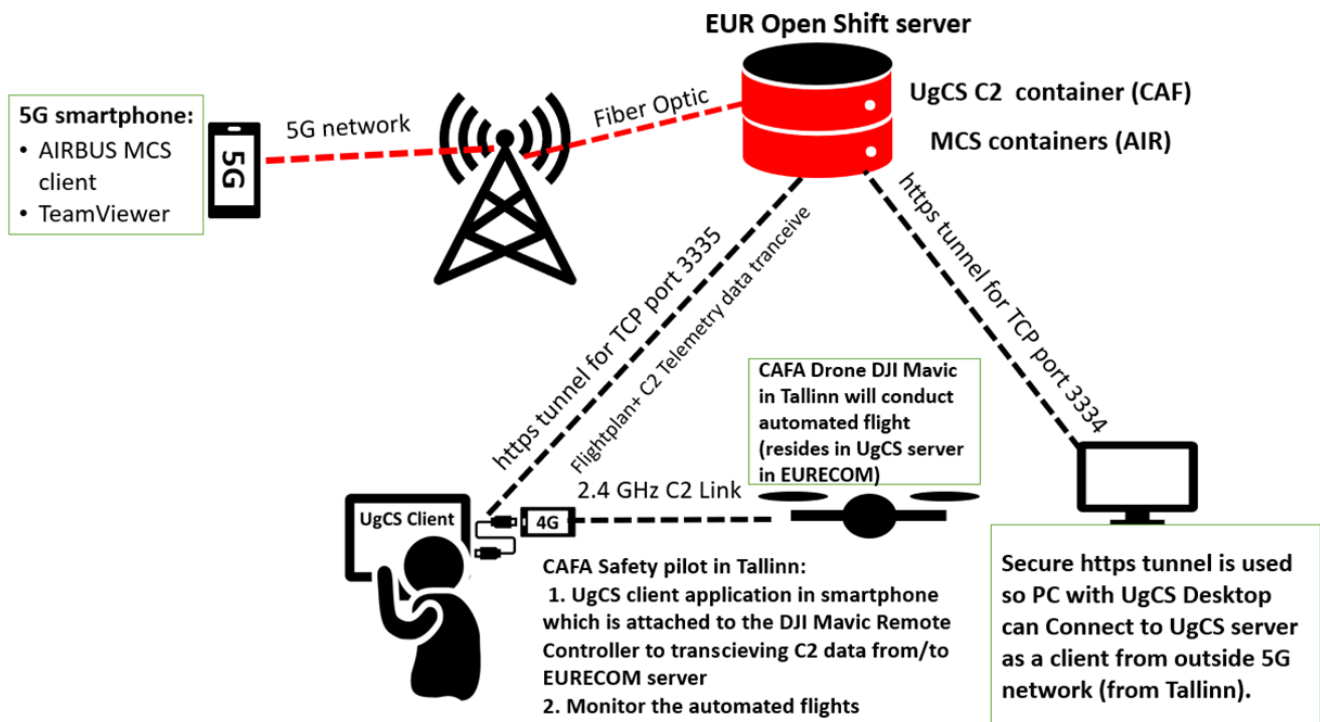 EUR Open Shift server
UgCS C2 container (CAF)
MCS containers (AIR)
5G smartphone:
• AIRBUS MCS
client
• TeamViewer
5G
5G network
Fiber Optic
https tunnel for TCP port 3335
Flightplan+ C2 Telemetry data tranceive
https tunnel for TCP port 3334
CAFA Drone DJI Mavic
in Tallinn will conduct
automated flight
(resides in UgCS server
in EURECOM)
2.4 GHz C2 Link
UgCS Client
4G
CAFA Safety pilot in Tallinn:
1. UgCS client application in smartphone
which is attached to the DJI Mavic Remote
Controller to transcieving C2 data from/to
EURECOM server
2. Monitor the automated flights
Secure https tunnel is used
so PC with UgCS Desktop
can Connect to UgCS server
as a client from outside 5G
network (from Tallinn).